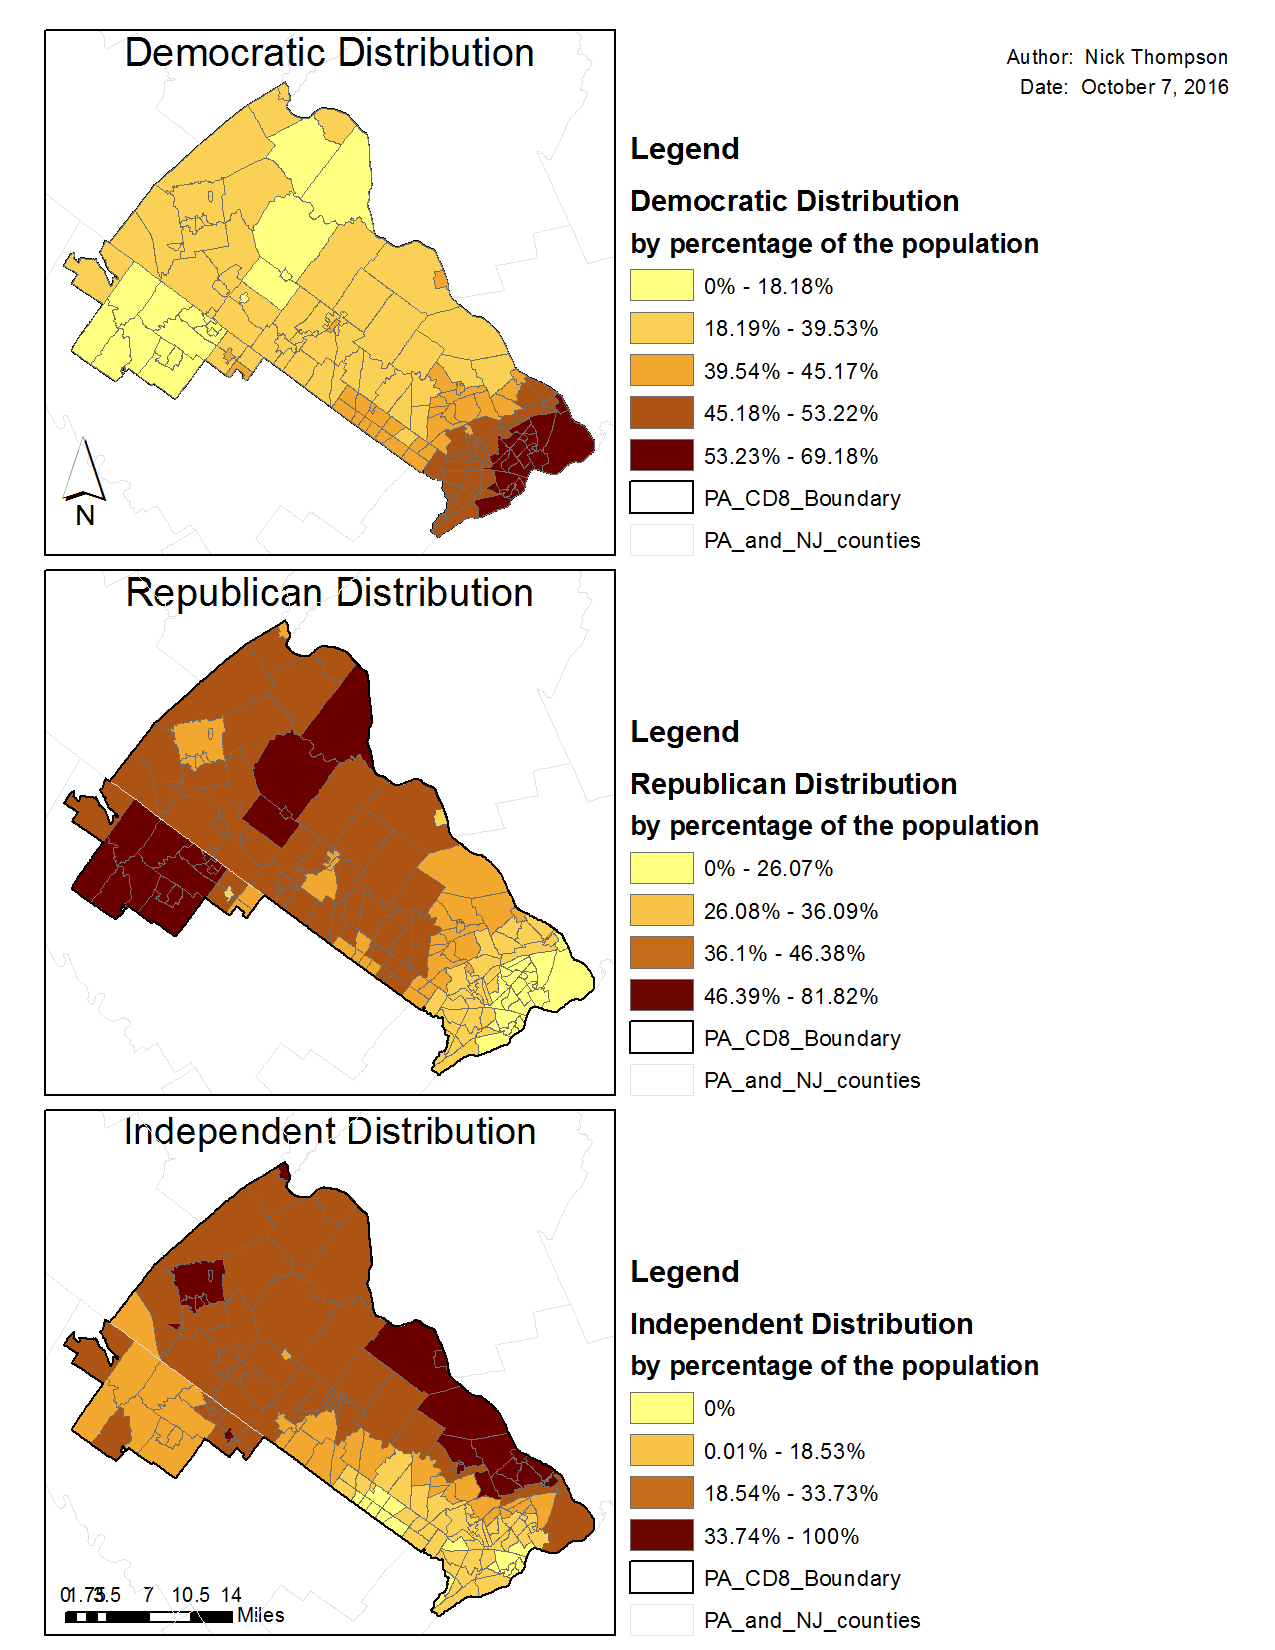 Democratic Distribution
Author: Nick Thompson
Date: October 7, 2016
Legend
Democratic Distribution
by percentage of the population
0% - 18.18%
18.19% - 39.53%
39.54% - 45.17%
45.18% - 53.22%
53.23% - 69.18%
PA_CD8_Boundary
PA_and_NJ_counties
N
Republican Distribution
Legend
Republican Distribution
by percentage of the population
0% - 26.07%
26.08% - 36.09%
36.1% - 46.38%
46.39% - 81.82%
PA_CD8_Boundary
PA_and_NJ_counties
Independent Distribution
Legend
Independent Distribution
by percentage of the population
0%
0.01% - 18.53%
18.54% - 33.73%
33.74% - 100%
PA_CD8_Boundary
PA_and_NJ_counties
0 1.75 3.5 7 10.5 14
Miles